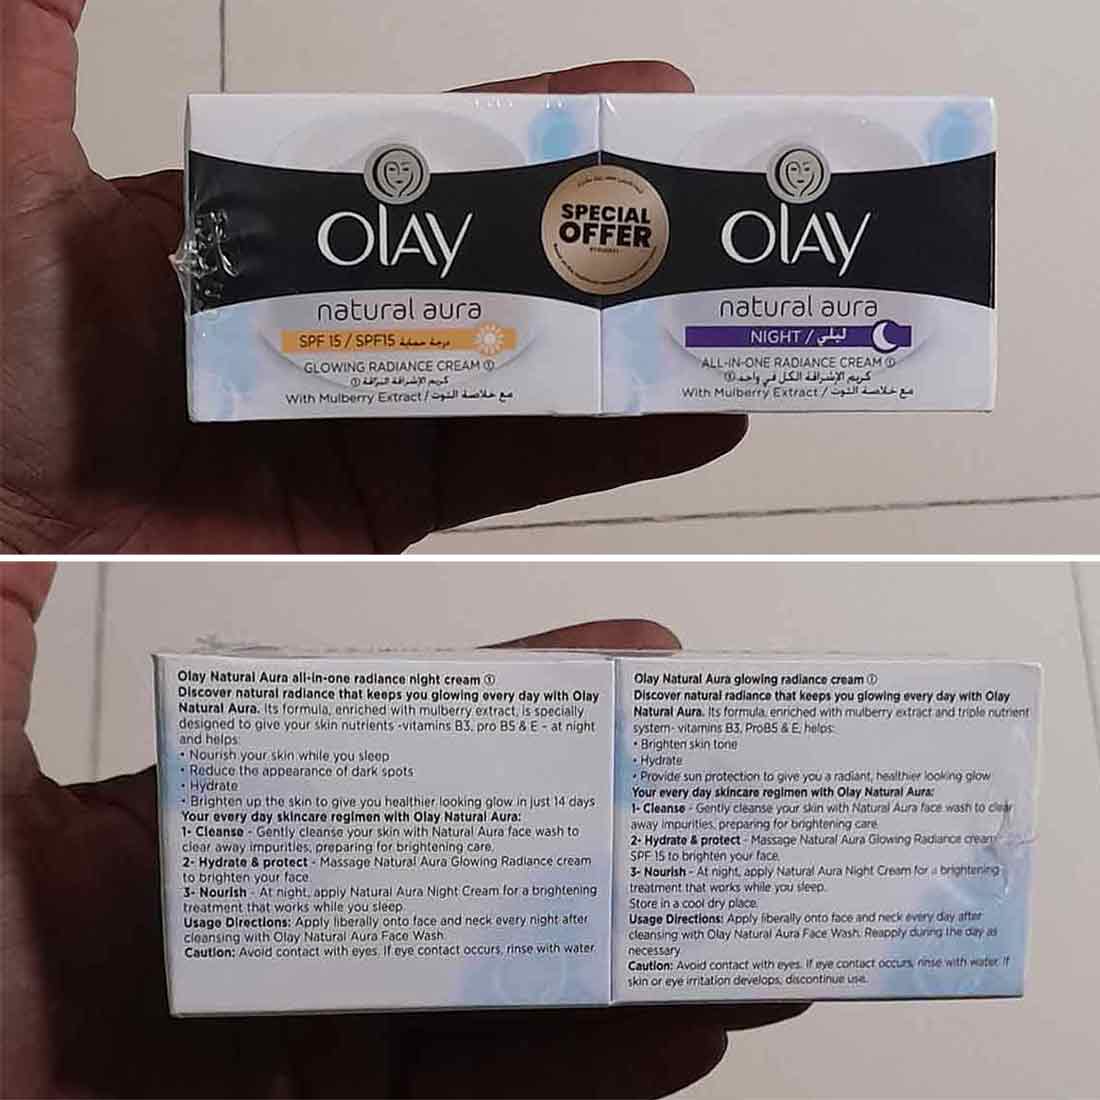 OLAY
natural aura
SPF 15 / SPF15 درجة حماية
GLOWING RADIANCE CREAM ①
كريم الإشراقة البرّاقة ①
With Mulberry Extract / مع خلاصة التوت
SPECIAL
OFFER
OLAY
natural aura
NIGHT / ليلي
ALL-IN-ONE RADIANCE CREAM ①
كريم الإشراقة الكل في واحد ①
With Mulberry Extract / مع خلاصة التوت
Olay Natural Aura all-in-one radiance night cream ①
Discover natural radiance that keeps you glowing every day with Olay
Natural Aura. Its formula, enriched with mulberry extract, is specially
designed to give your skin nutrients -vitamins B3, pro B5 & E - at night
and helps:
• Nourish your skin while you sleep
• Reduce the appearance of dark spots
• Hydrate
• Brighten up the skin to give you healthier looking glow in just 14 days
Your every day skincare regimen with Olay Natural Aura:
1- Cleanse - Gently cleanse your skin with Natural Aura face wash to
clear away impurities, preparing for brightening care.
2- Hydrate & protect - Massage Natural Aura Glowing Radiance cream
to brighten your face.
3- Nourish - At night, apply Natural Aura Night Cream for a brightening
treatment that works while you sleep.
Usage Directions: Apply liberally onto face and neck every night after
cleansing with Olay Natural Aura Face Wash.
Caution: Avoid contact with eyes. If eye contact occurs, rinse with water.
Olay Natural Aura glowing radiance cream ①
Discover natural radiance that keeps you glowing every day with Olay
Natural Aura. Its formula, enriched with mulberry extract and triple nutrient
system- vitamins B3, ProB5 & E, helps:
• Brighten skin tone
• Hydrate
• Provide sun protection to give you a radiant, healthier looking glow
Your every day skincare regimen with Olay Natural Aura:
1- Cleanse - Gently cleanse your skin with Natural Aura face wash to clear
away impurities, preparing for brightening care.
2- Hydrate & protect - Massage Natural Aura Glowing Radiance cream
SPF 15 to brighten your face.
3- Nourish - At night, apply Natural Aura Night Cream for a brightening
treatment that works while you sleep.
Store in a cool dry place.
Usage Directions: Apply liberally onto face and neck every day after
cleansing with Olay Natural Aura Face Wash. Reapply during the day as
necessary
Caution: Avoid contact with eyes. If eye contact occurs, rinse with water. If
skin or eye irritation develops, discontinue use.